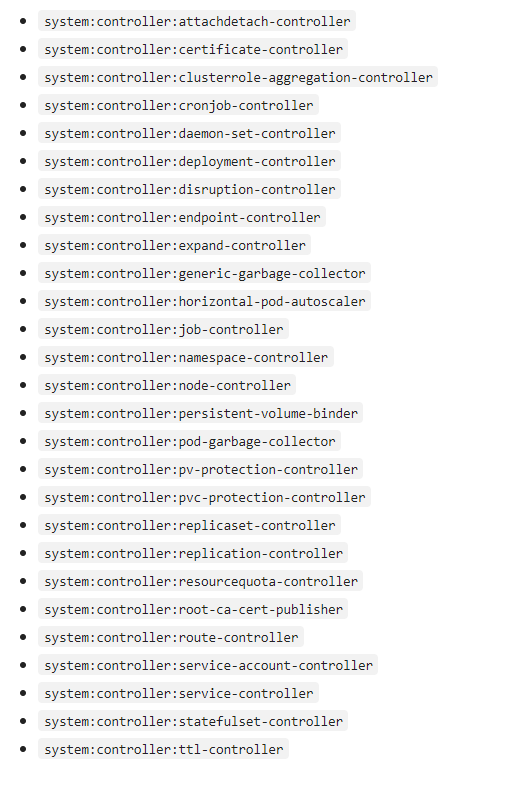 system:controller:attachdetach-controller
system:controller:certificate-controller
system:controller:clusterrole-aggregation-controller
system:controller:cronjob-controller
system:controller:daemon-set-controller
system:controller:deployment-controller
system:controller:disruption-controller
system:controller:endpoint-controller
system:controller:expand-controller
system:controller:generic-garbage-collector
system:controller:horizontal-pod-autoscaler
system:controller:job-controller
system:controller:namespace-controller
system:controller:node-controller
system:controller:persistent-volume-binder
system:controller:pod-garbage-collector
system:controller:pv-protection-controller
system:controller:pvc-protection-controller
system:controller:replicaset-controller
system:controller:replication-controller
system:controller:resourcequota-controller
system:controller:root-ca-cert-publisher
system:controller:route-controller
system:controller:service-account-controller
system:controller:service-controller
system:controller:statefulset-controller
system:controller:ttl-controller